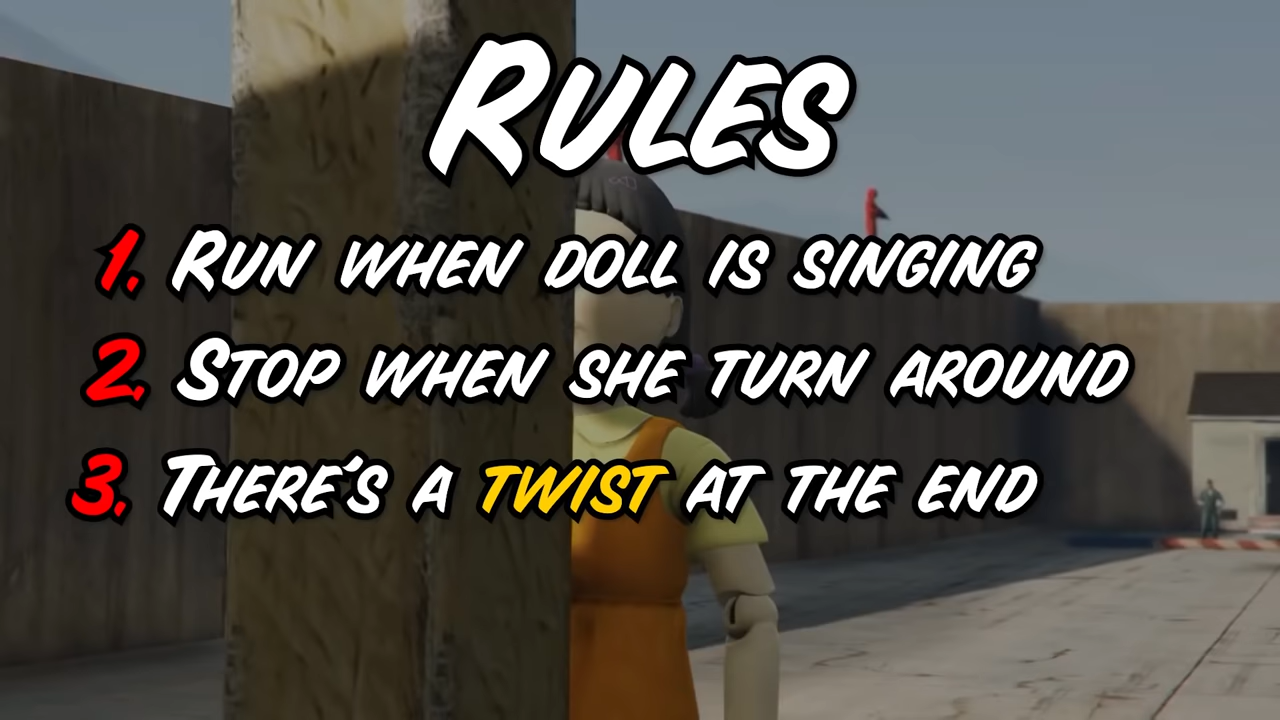 RULES
1. RUN WHEN DOLL IS SINGING
2. STOP WHEN SHE TURN AROUND
3. THERE'S A TWIST AT THE END